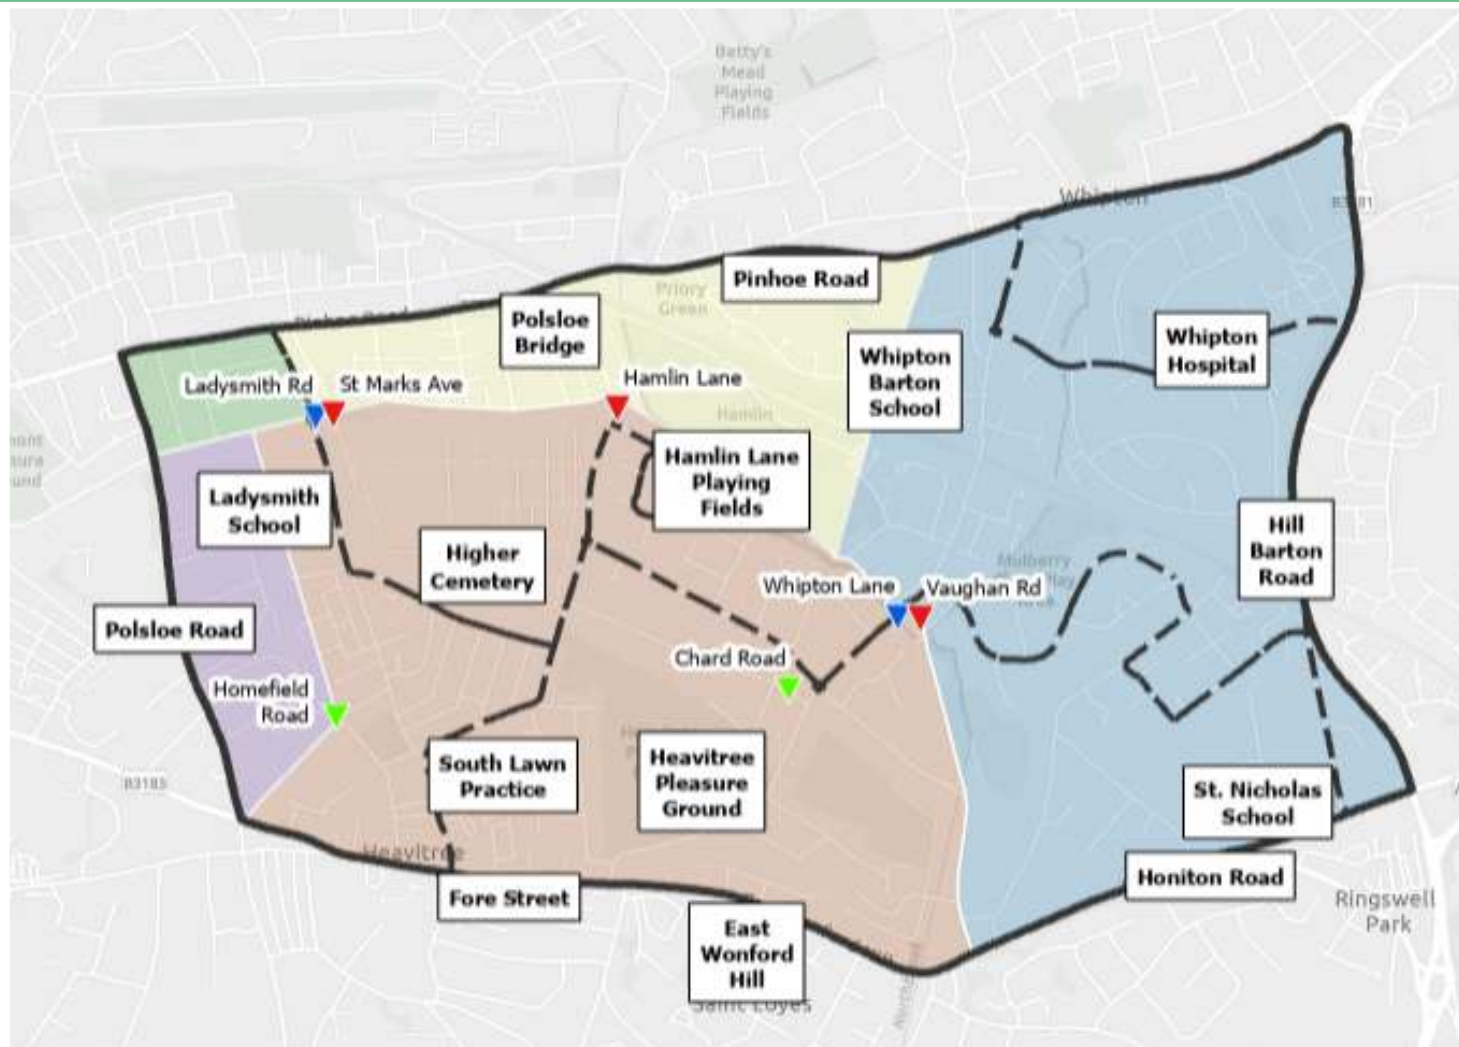 Betty's
Mead
Playing
Fields
Whipton
Pinhoe Road
Priory
Green
Polsloe
Bridge
Whipton
Hospital
Whipton
Barton
School
Ladysmith Rd
St Marks Ave
Hamlin Lane
Hamlin
Hamlin Lane
Playing
Fields
Ladysmith
School
Higher
Cemetery
Hill
Barton
Road
Mulberry
Whipton Lane
Vaughan Rd
Polsloe Road
Chard Road
Homefield
Road
South Lawn
Practice
Heavitree
Pleasure
Ground
St. Nicholas
School
B3183
Heavitree
Fore Street
Honiton Road
Ringswell
Park
East
Wonford
Hill
Saint Loyes